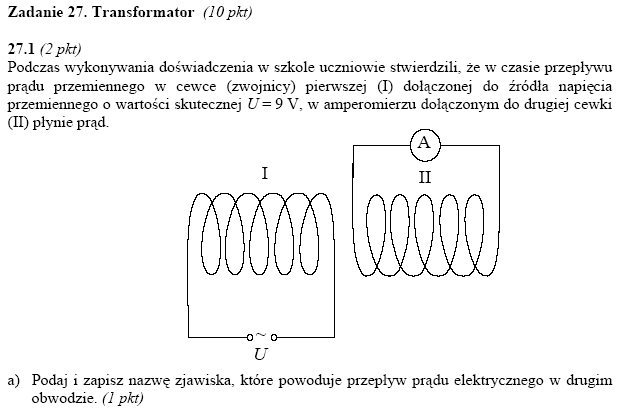 Zadanie 27. Transformator (10 pkt)
27.1 (2 pkt)
Podczas wykonywania doświadczenia w szkole uczniowie stwierdzili, że w czasie przepływu
prądu przemiennego w cewce (zwojnicy) pierwszej (I) dołączonej do źródła napięcia
przemiennego o wartości skutecznej U = 9 V, w amperomierzu dołączonym do drugiej cewki
(II) płynie prąd.
A
I
II
~
U
a) Podaj i zapisz nazwę zjawiska, które powoduje przepływ prądu elektrycznego w drugim
obwodzie. (1 pkt)